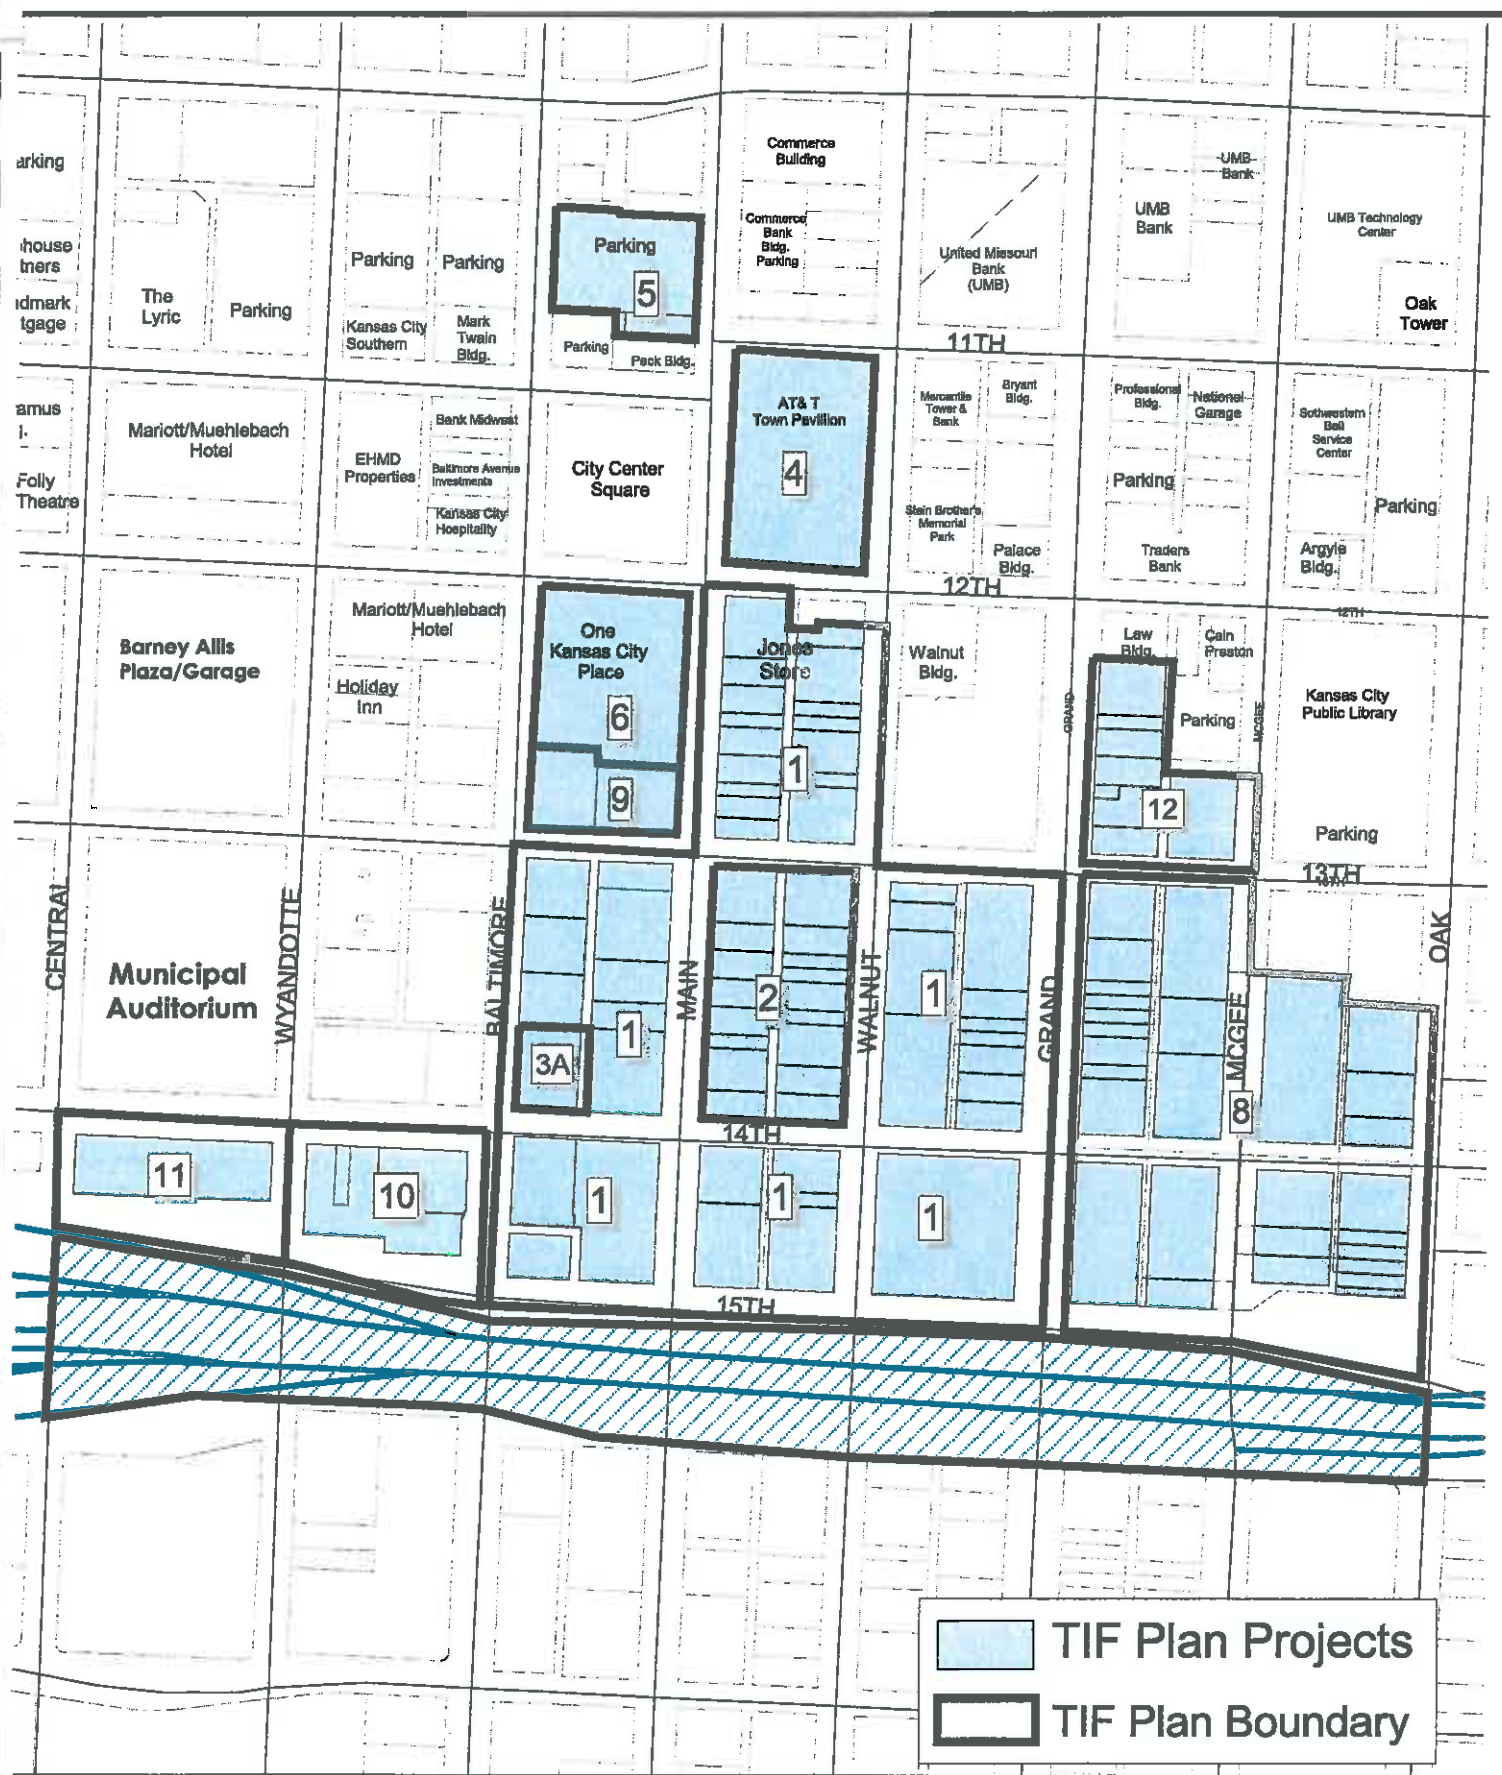 arking
house
tners
dmark
tgage
The
Lyric
Parking
Parking
Parking
Kansas City
Southern
Mark
Twain
Bldg.
Parking
5
Parking
Peck Bldg.
Commerce
Building
Commerce
Bank
Bldg.
Parking
United Missouri
Bank
(UMB)
UMB
Bank
UMB
Bank
UMB Technology
Center
Oak
Tower
11TH
amus
Folly
Theatre
Mariott/Muehlebach
Hotel
EHMD
Properties
Bank Midwest
Baltimore Avenue
Investments
Kansas City
Hospitality
City Center
Square
AT& T
Town Pavilion
4
Mercantile
Tower &
Bank
Bryant
Bldg.
Stein Brother's
Memorial
Park
Palace
Bldg.
Professional
Bldg.
National
Garage
Parking
Traders
Bank
Sothwestern
Bell
Service
Center
Parking
Argyle
Bldg.
12TH
12TH
Barney Allis
Plaza/Garage
Mariott/Muehlebach
Hotel
Holiday
Inn
One
Kansas City
Place
6
9
Jones
Store
1
Walnut
Bldg.
GRAND
Law
Bldg.
Cain
Preston
Parking
MCGEE
12
Kansas City
Public Library
Parking
13TH
CENTRAL
Municipal
Auditorium
WYANDOTTE
BALTIMORE
3A
1
MAIN
2
WALNUT
1
GRAND
MCGEE
8
OAK
14TH
11
10
1
1
1
15TH
TIF Plan Projects
TIF Plan Boundary